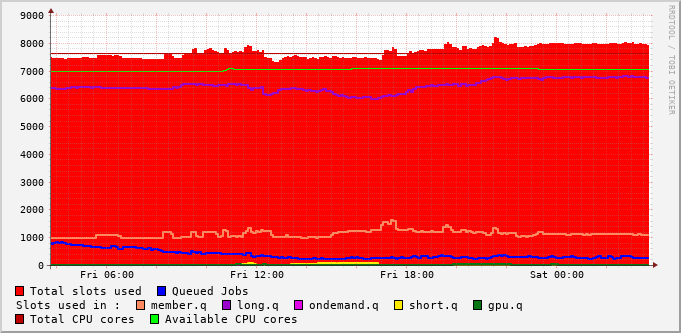 RRDTOOL / TOBI OETIKER
9000
8000
7000
6000
5000
4000
3000
2000
1000
0
Fri 06:00 Fri 12:00 Fri 18:00 Sat 00:00
Total slots used Queued Jobs
Slots used in : member.q long.q ondemand.q short.q gpu.q
Total CPU cores Available CPU cores